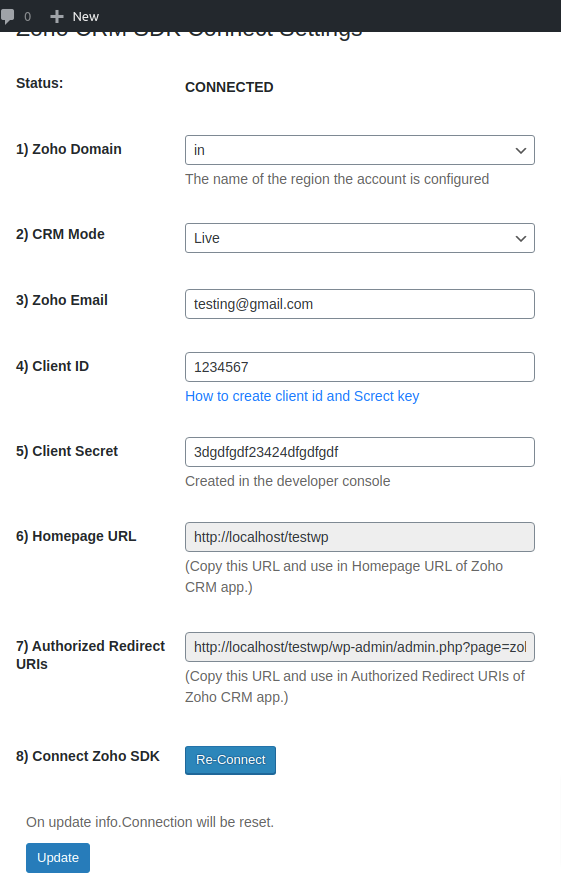 0 New
Zoho CRM SDK Connect Settings
Status:
CONNECTED
1) Zoho Domain
in
The name of the region the account is configured
2) CRM Mode
Live
3) Zoho Email
testing@gmail.com
4) Client ID
1234567
How to create client id and Screct key
5) Client Secret
3dgdfgdf23424dfgdfgdf
Created in the developer console
6) Homepage URL
http://localhost/testwp
(Copy this URL and use in Homepage URL of Zoho
CRM app.)
7) Authorized Redirect
URIs
http://localhost/testwp/wp-admin/admin.php?page=zol
(Copy this URL and use in Authorized Redirect URIs of
Zoho CRM app.)
8) Connect Zoho SDK
Re-Connect
On update info.Connection will be reset.
Update